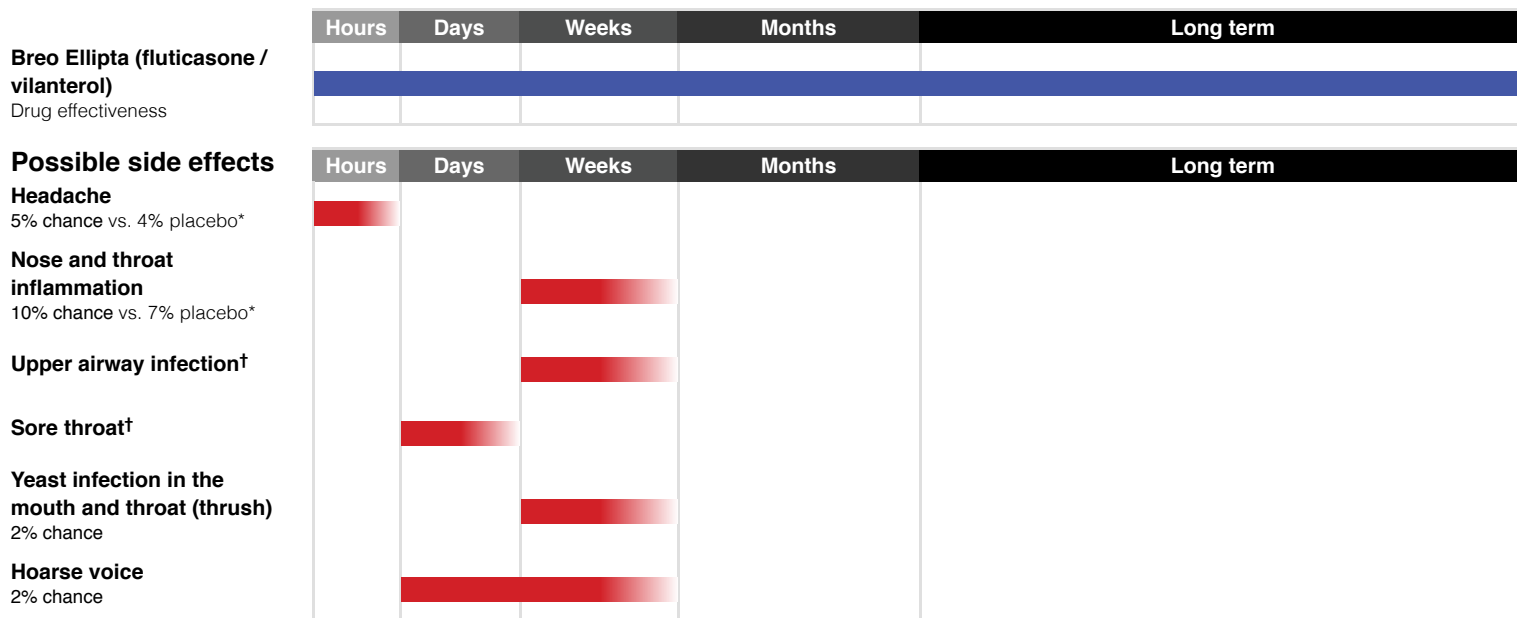 Hours Days Weeks Months Long term
Breo Ellipta (fluticasone /
vilanterol)
Drug effectiveness
Possible side effects
Hours Days Weeks Months Long term
Headache
5% chance vs. 4% placebo*
Nose and throat
inflammation
10% chance vs. 7% placebo*
Upper airway infection†
Sore throat†
Yeast infection in the
mouth and throat (thrush)
2% chance
Hoarse voice
2% chance